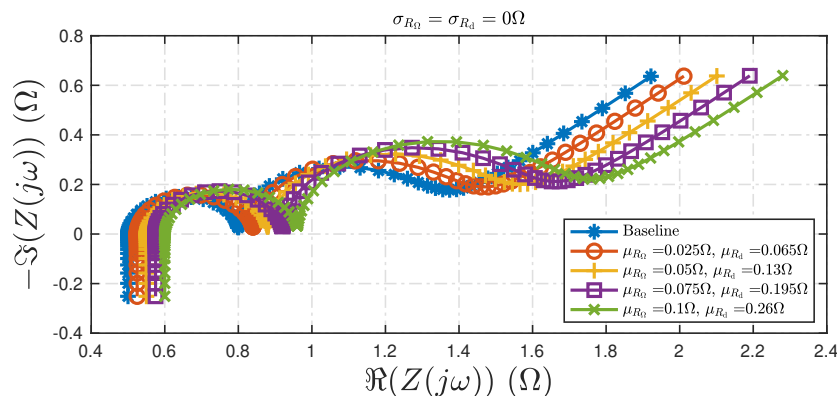 σ_{R_Ω} = σ_{R_d} = 0Ω
−ℑ(Z(jω)) (Ω)
0.8
0.6
0.4
0.2
0
-0.2
-0.4
Baseline
μ_{R_Ω} =0.025Ω, μ_{R_d} =0.065Ω
μ_{R_Ω} =0.05Ω, μ_{R_d} =0.13Ω
μ_{R_Ω} =0.075Ω, μ_{R_d} =0.195Ω
μ_{R_Ω} =0.1Ω, μ_{R_d} =0.26Ω
0.4 0.6 0.8 1 1.2 1.4 1.6 1.8 2 2.2 2.4
ℜ(Z(jω)) (Ω)